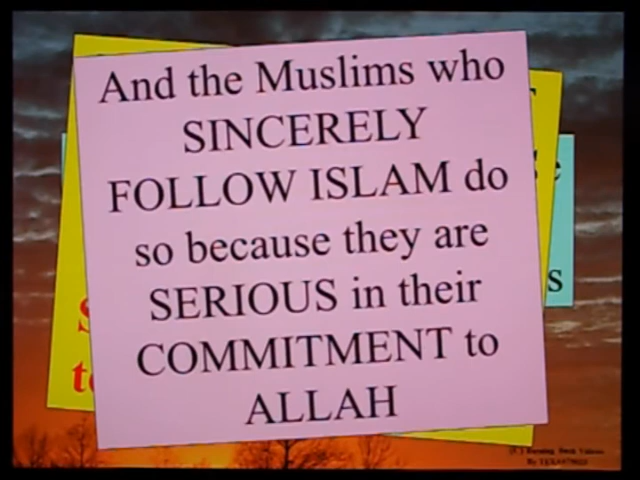 And the Muslims who
SINCERELY
FOLLOW ISLAM do
so because they are
SERIOUS in their
COMMITMENT to
ALLAH